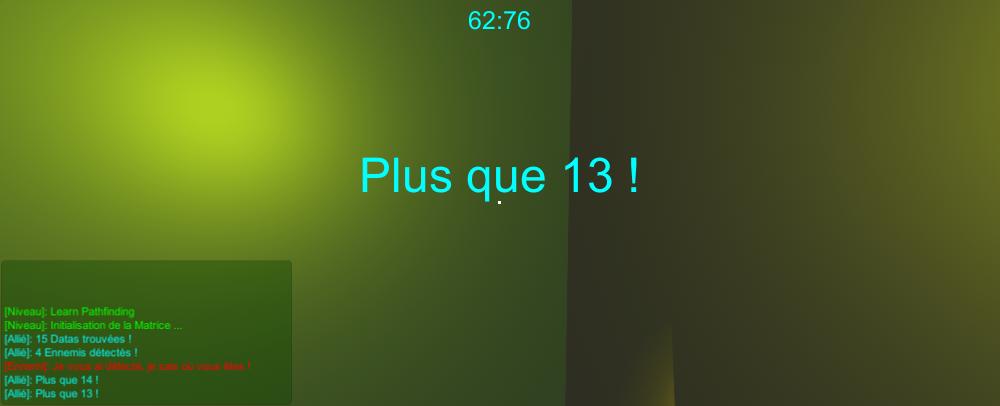 62:76
Plus que 13 !
[Niveau]: Learn Pathfinding
[Niveau]: Initialisation de la Matrice ...
[Allié]: 15 Datas trouvées !
[Allié]: 4 Ennemis détectés !
[Ennemi]: Je vous ai détecté, je sais où vous êtes !
[Allié]: Plus que 14 !
[Allié]: Plus que 13 !